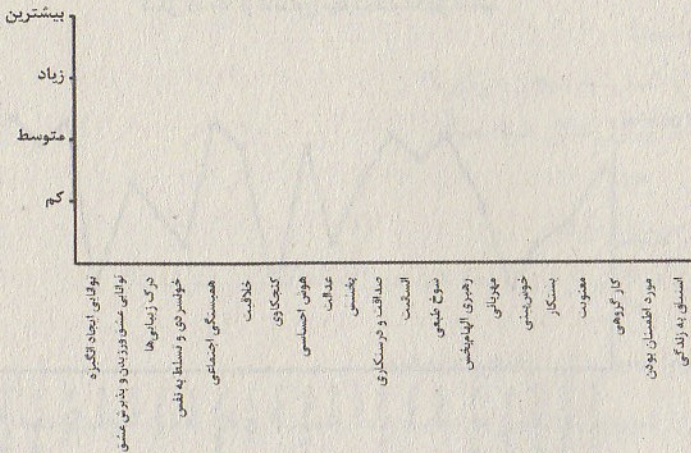 بیشترین
زیاد
متوسط
کم
توانایی ایجاد انگیزه
توانایی عشق ورزیدن و پذیرش عشق
درک زیبایی‌ها
خونسردی و تسلط به نفس
همبستگی اجتماعی
خلاقیت
کنجکاوی
هوش احساسی
عدالت
بخشش
صداقت و درستکاری
انسانیت
شوخ طبعی
رهبری الهام‌بخش
مهربانی
خوش‌بینی
پشتکار
معنویت
کار گروهی
مورد اطمینان بودن
اشتیاق به زندگی